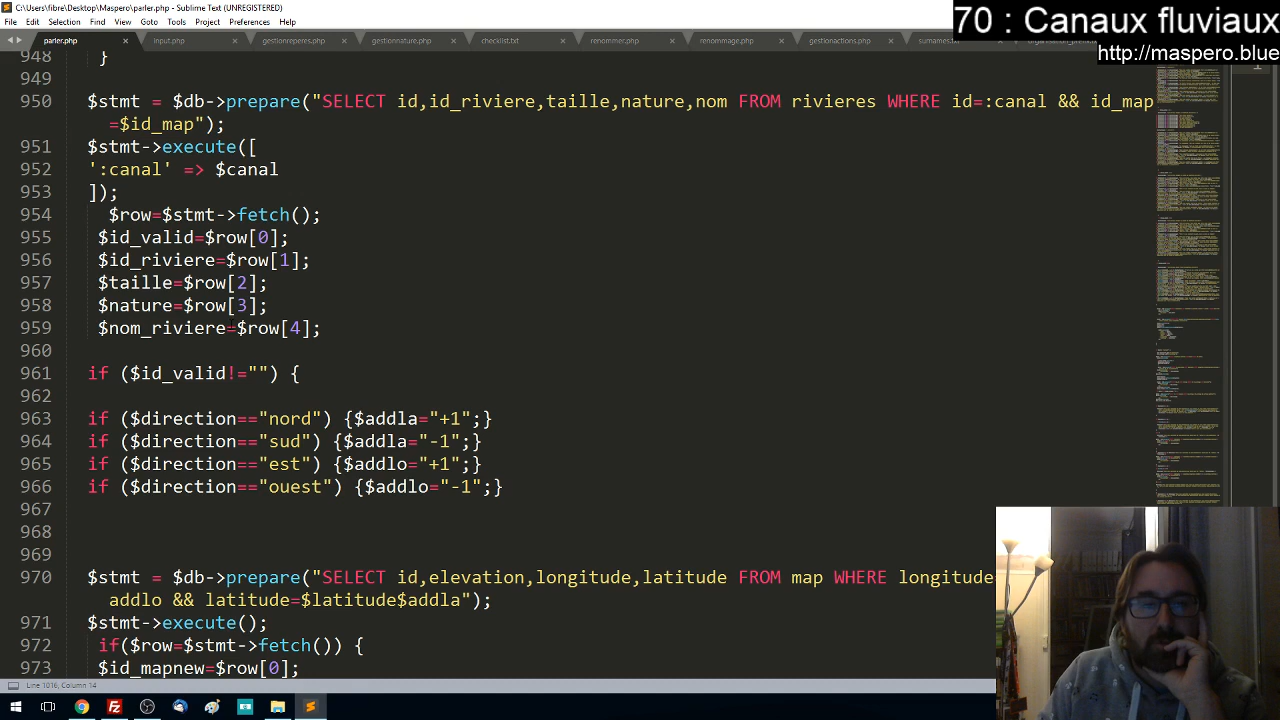 C:\Users\fibre\Desktop\Maspero\parler.php - Sublime Text (UNREGISTERED)
70 : Canaux fluviaux
File Edit Selection Find View Goto Tools Project Preferences Help
http://maspero.blue
parler.php input.php gestionreperes.php gestionnature.php checklist.txt renommer.php renommage.php gestionactions.php surnames.txt
948 }
949
950 $stmt = $db->prepare("SELECT id,id_riviere,taille,nature,nom FROM rivieres WHERE id=:canal && id_map
=$id_map");
951 $stmt->execute([
952 ':canal' => $canal
953 ]);
954 $row=$stmt->fetch();
955 $id_valid=$row[0];
956 $id_riviere=$row[1];
957 $taille=$row[2];
958 $nature=$row[3];
959 $nom_riviere=$row[4];
960
961 if ($id_valid!="") {
962
963 if ($direction=="nord") {$addla="+1";}
964 if ($direction=="sud") {$addla="-1";}
965 if ($direction=="est") {$addlo="+1";}
966 if ($direction=="ouest") {$addlo="-1";}
967
968
969
970 $stmt = $db->prepare("SELECT id,elevation,longitude,latitude FROM map WHERE longitude
addlo && latitude=$latitude$addla");
971 $stmt->execute();
972 if($row=$stmt->fetch()) {
973 $id_mapnew=$row[0];
Line 1016, Column 14